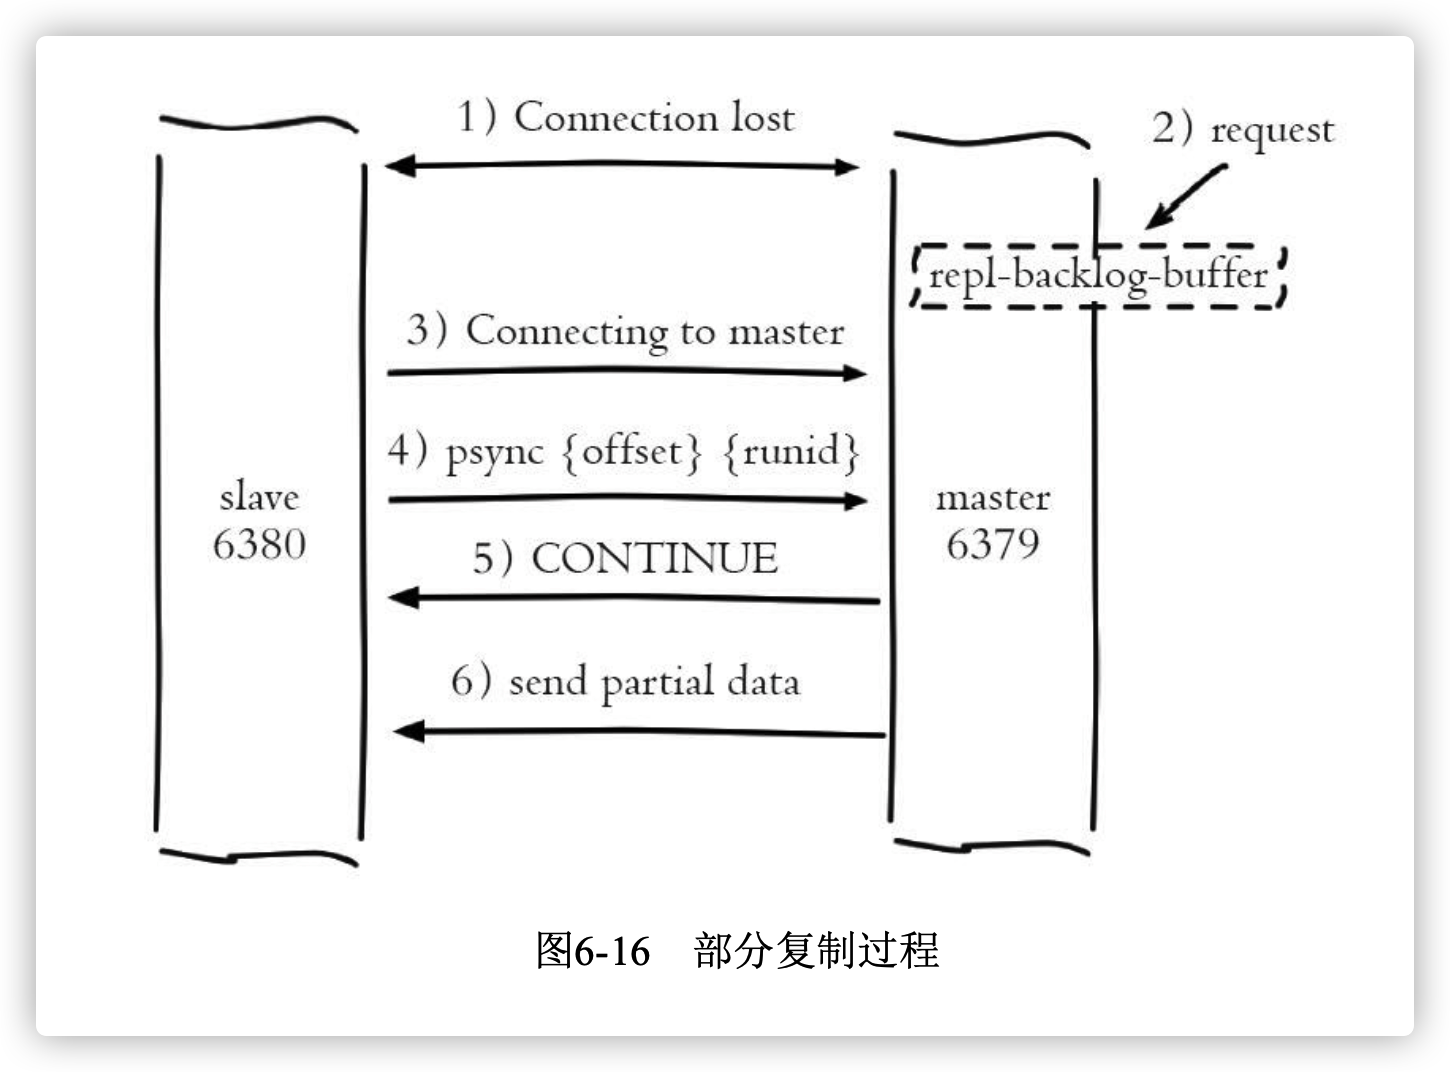 1) Connection lost
2) request
repl-backlog-buffer
3) Connecting to master
4) psync {offset} {runid}
slave
6380
master
6379
5) CONTINUE
6) send partial data
图6-16 部分复制过程